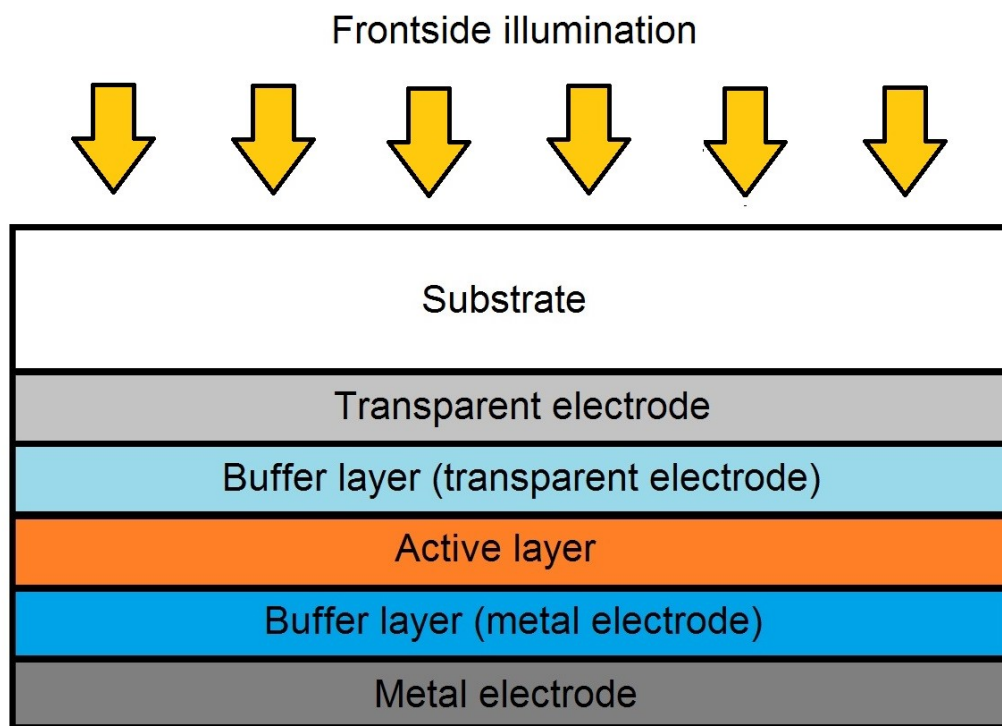 Frontside illumination
Substrate
Transparent electrode
Buffer layer (transparent electrode)
Active layer
Buffer layer (metal electrode)
Metal electrode